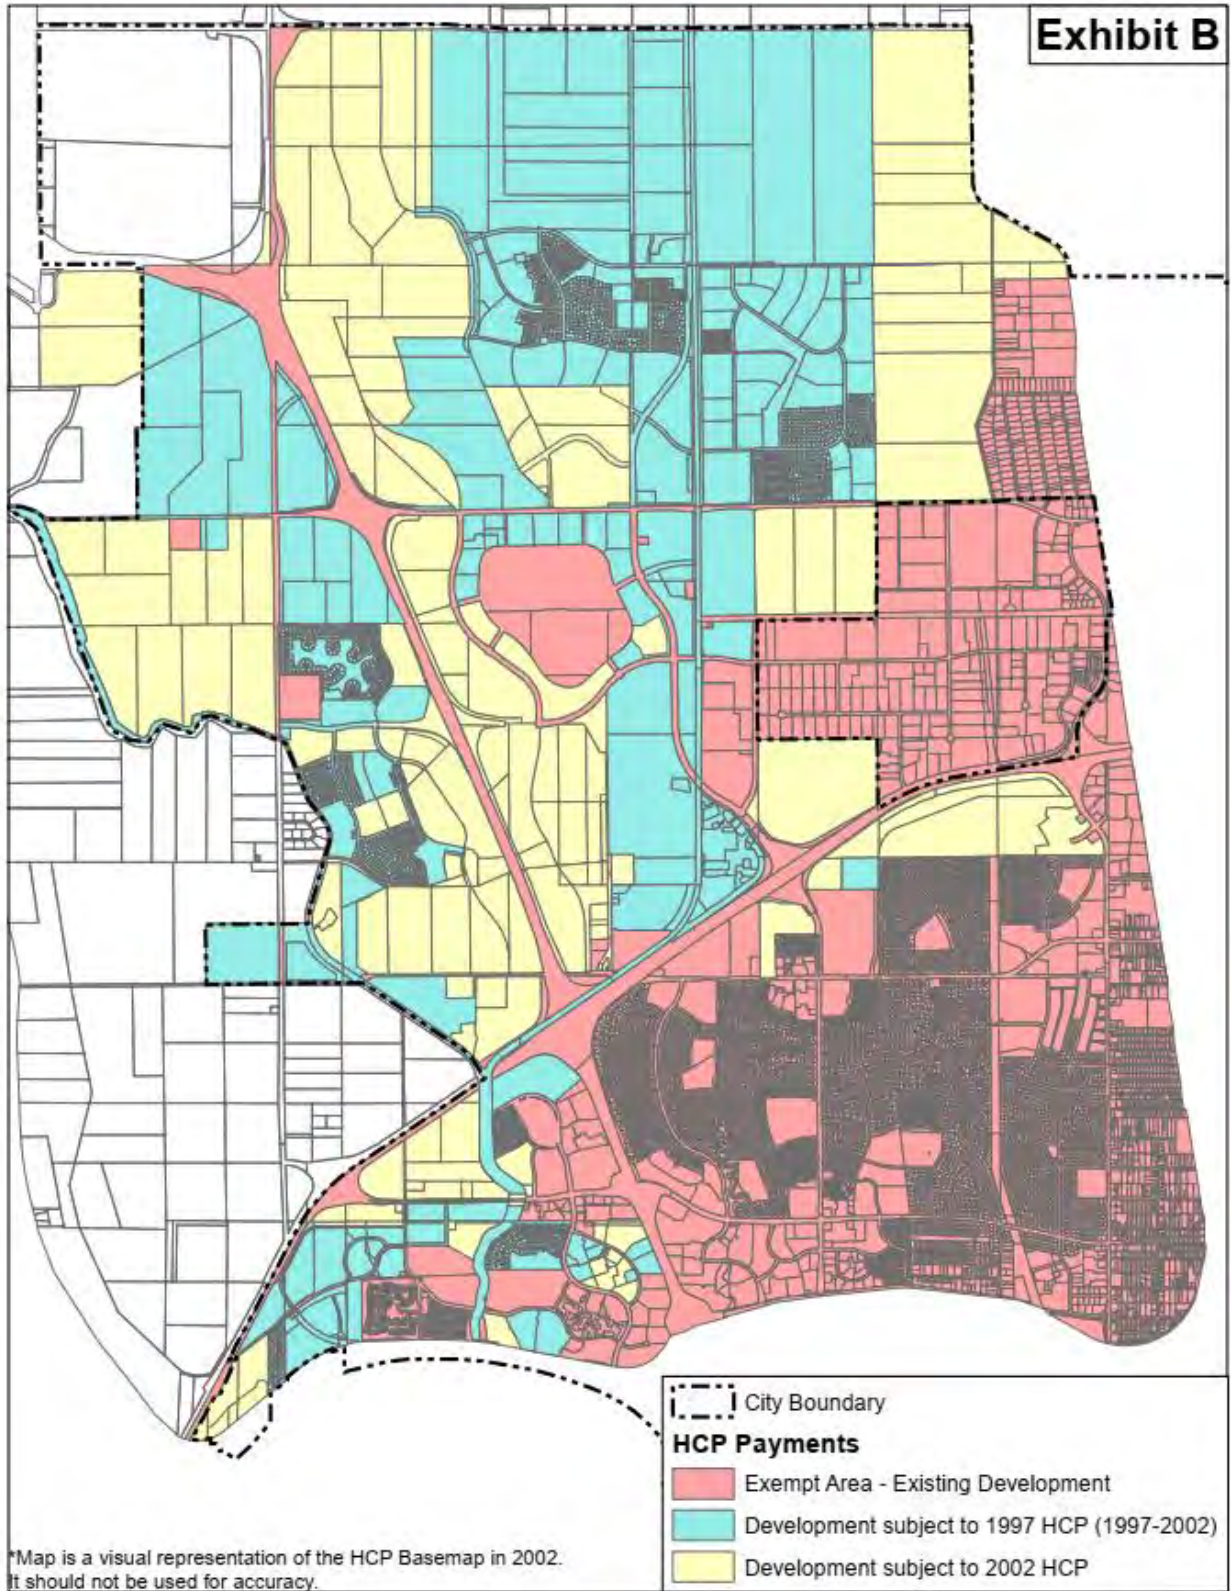 Exhibit B
City Boundary
HCP Payments
Exempt Area - Existing Development
Development subject to 1997 HCP (1997-2002)
Development subject to 2002 HCP
*Map is a visual representation of the HCP Basemap in 2002.
It should not be used for accuracy.